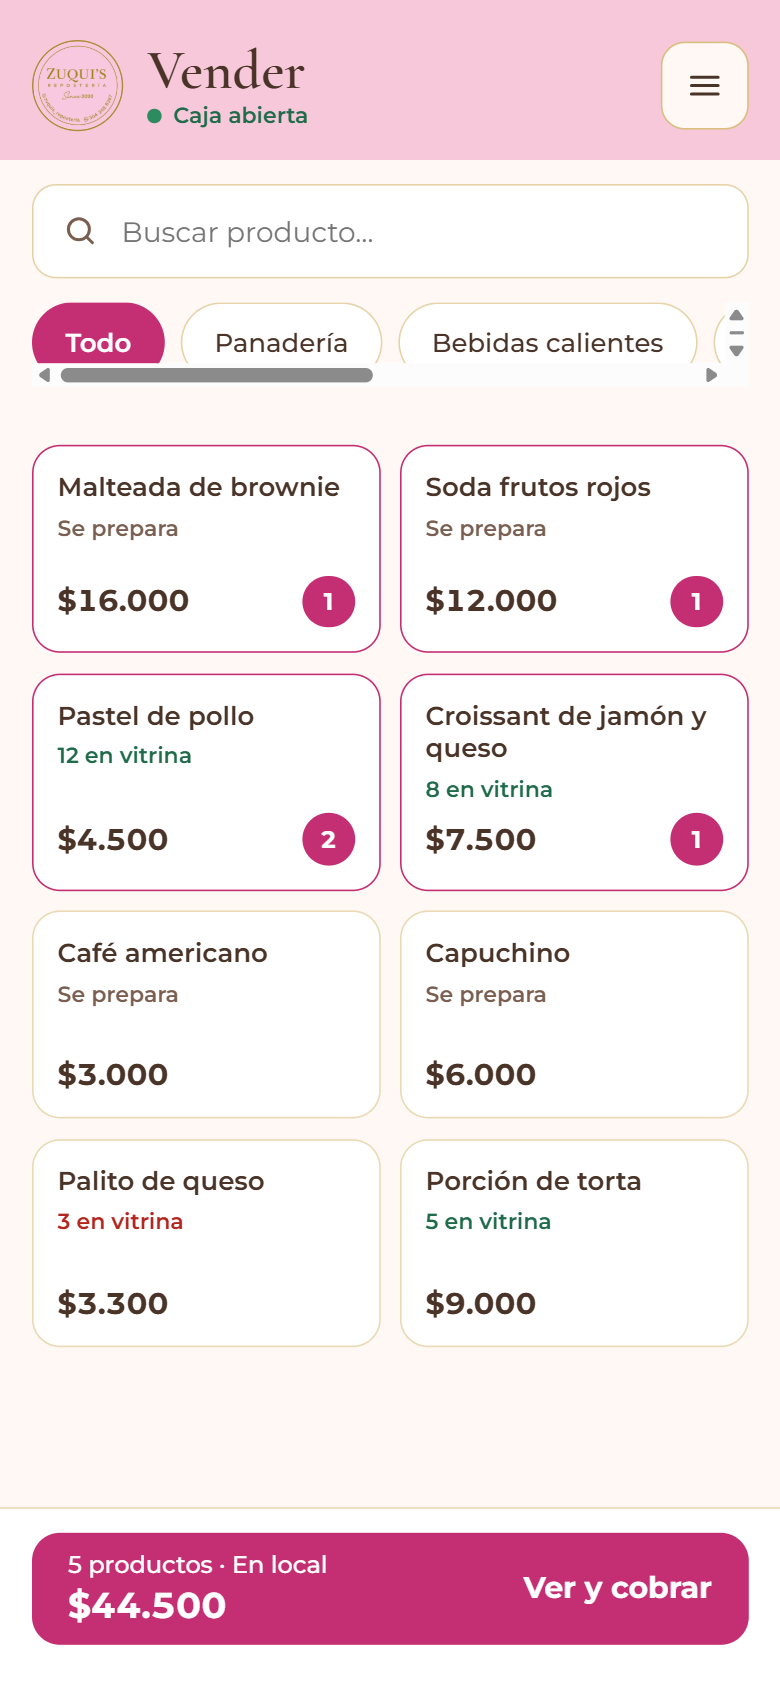 ZUQUI'S
REPOSTERIA
Since 2020
Vender
Caja abierta
Buscar producto...
Todo
Panadería
Bebidas calientes
Malteada de brownie
Se prepara
$16.000
1
Soda frutos rojos
Se prepara
$12.000
1
Pastel de pollo
12 en vitrina
$4.500
2
Croissant de jamón y
queso
8 en vitrina
$7.500
1
Café americano
Se prepara
$3.000
Capuchino
Se prepara
$6.000
Palito de queso
3 en vitrina
$3.300
Porción de torta
5 en vitrina
$9.000
5 productos · En local
$44.500
Ver y cobrar